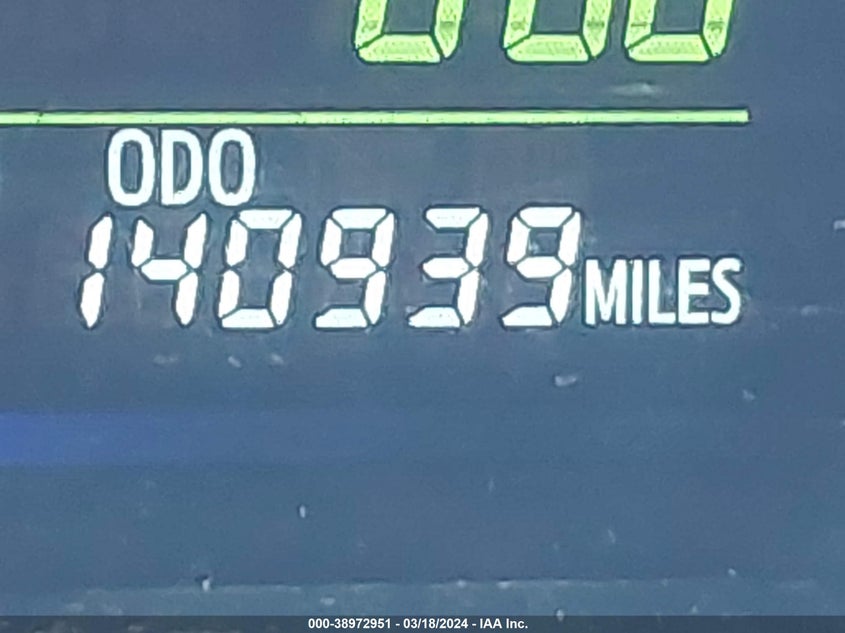 ODO
140939 MILES
000-38972951 - 03/18/2024 - IAA Inc.